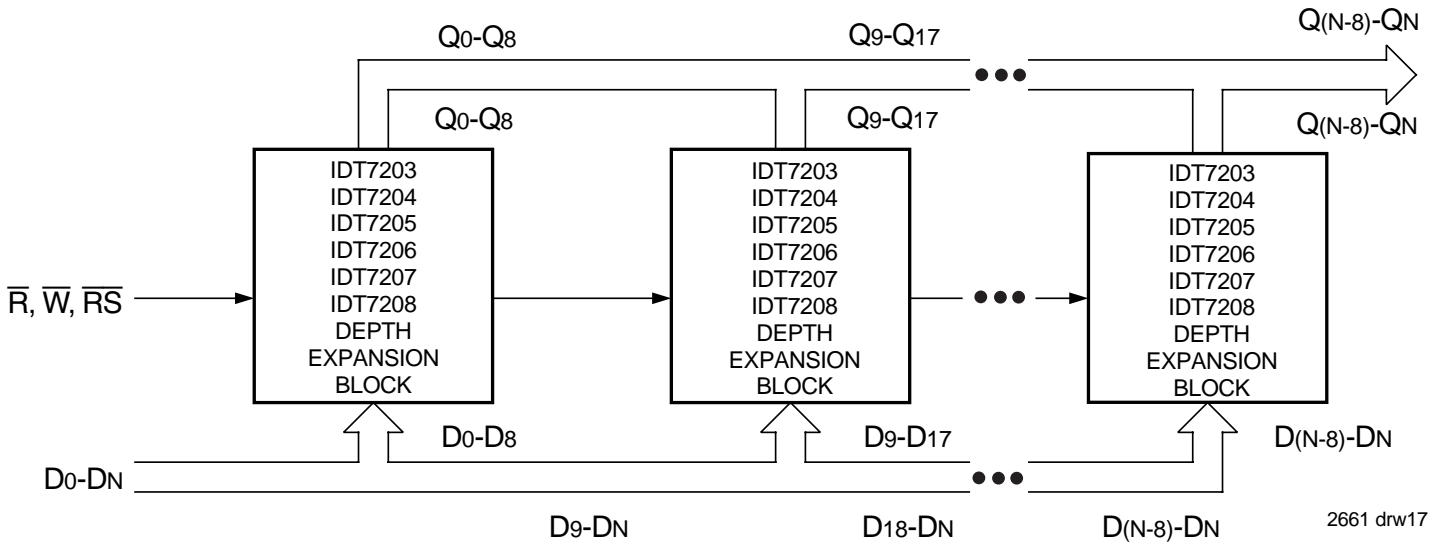 Q0-Q8
Q9-Q17
Q(N-8)-QN
Q0-Q8
Q9-Q17
Q(N-8)-QN
IDT7203
IDT7204
IDT7205
IDT7206
IDT7207
IDT7208
DEPTH
EXPANSION
BLOCK
IDT7203
IDT7204
IDT7205
IDT7206
IDT7207
IDT7208
DEPTH
EXPANSION
BLOCK
IDT7203
IDT7204
IDT7205
IDT7206
IDT7207
IDT7208
DEPTH
EXPANSION
BLOCK
R̅, W̅, R̅S̅
D0-D8
D9-D17
D(N-8)-DN
D0-DN
D9-DN
D18-DN
D(N-8)-DN
2661 drw17